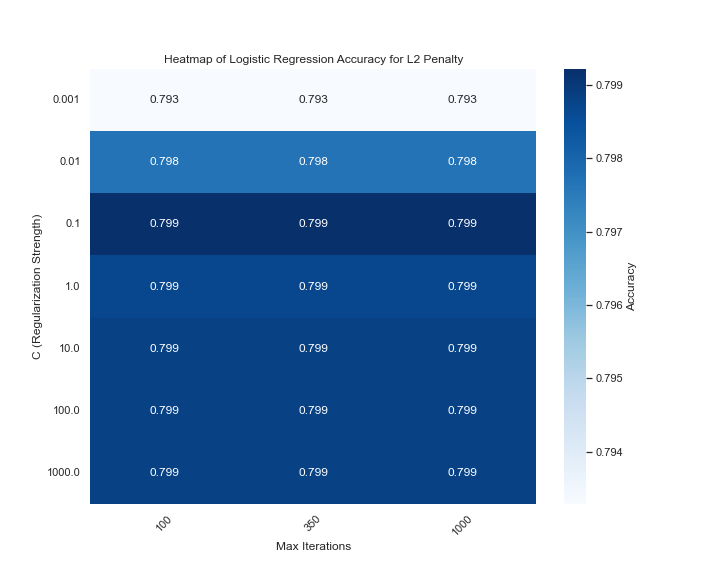 Heatmap of Logistic Regression Accuracy for L2 Penalty
0.001 0.793 0.793 0.793
0.01 0.798 0.798 0.798
0.1 0.799 0.799 0.799
1.0 0.799 0.799 0.799
10.0 0.799 0.799 0.799
100.0 0.799 0.799 0.799
1000.0 0.799 0.799 0.799
C (Regularization Strength)
100 350 1000
Max Iterations
0.799
0.798
0.797
0.796
0.795
0.794
Accuracy